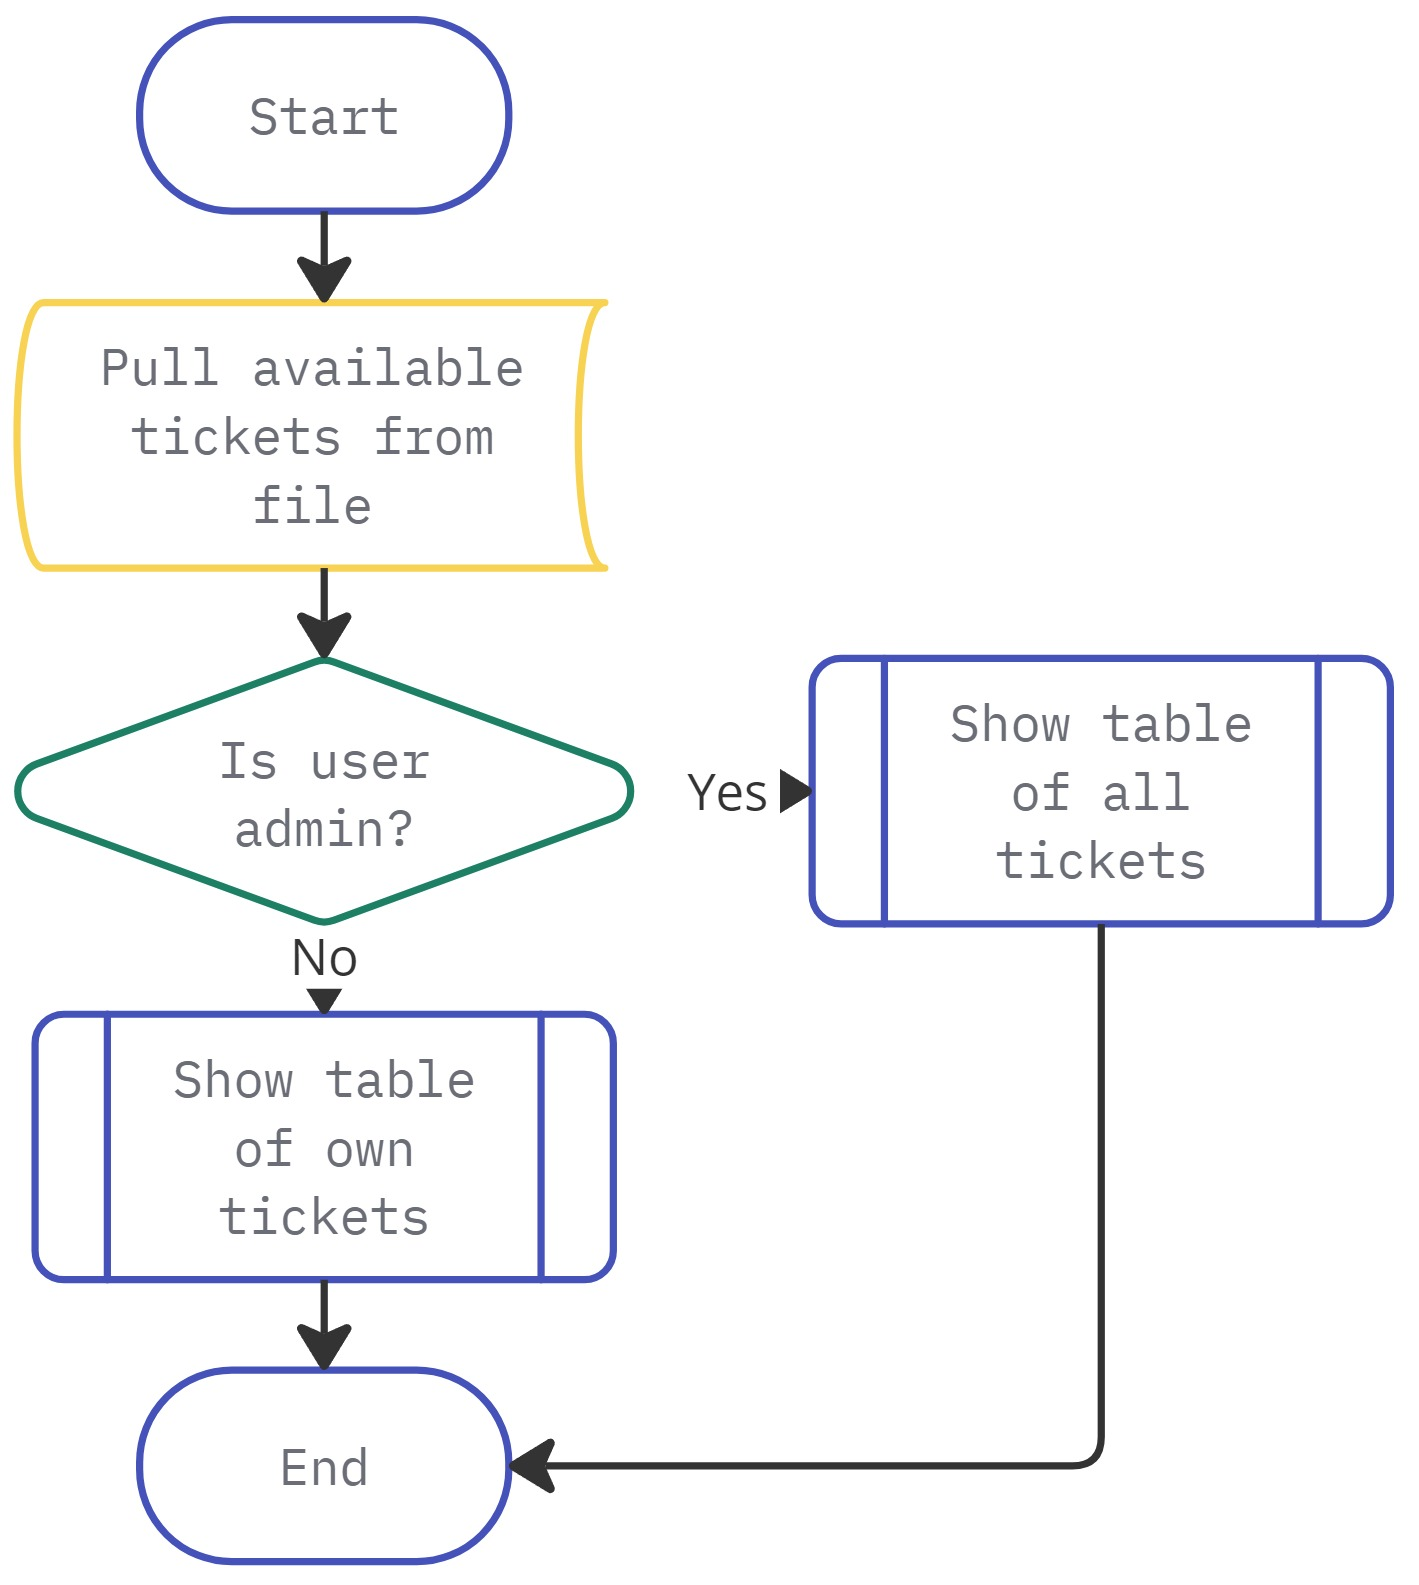 Start
Pull available
tickets from
file
Is user
admin?
Yes
Show table
of all
tickets
No
Show table
of own
tickets
End